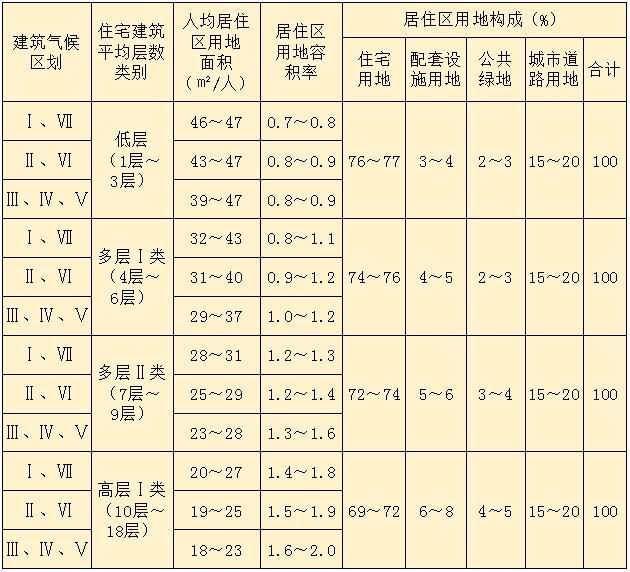 建筑气候
区划
住宅建筑
平均层数
类别
人均居住
区用地
面积
(㎡/人)
居住区
用地容
积率
居住区用地构成(%)
住宅
用地
配套设
施用地
公共
绿地
城市道
路用地
合计
Ⅰ、Ⅶ
46～47
0.7～0.8
Ⅱ、Ⅵ
43～47
0.8～0.9
Ⅲ、Ⅳ、Ⅴ
39～47
0.8～0.9
低层
(1层～
3层)
76～77
3～4
2～3
15～20
100
Ⅰ、Ⅶ
32～43
0.8～1.1
Ⅱ、Ⅵ
31～40
0.9～1.2
Ⅲ、Ⅳ、Ⅴ
29～37
1.0～1.2
多层Ⅰ类
(4层～
6层)
74～76
4～5
2～3
15～20
100
Ⅰ、Ⅶ
28～31
1.2～1.3
Ⅱ、Ⅵ
25～29
1.2～1.4
Ⅲ、Ⅳ、Ⅴ
23～28
1.3～1.6
多层Ⅱ类
(7层～
9层)
72～74
5～6
3～4
15～20
100
Ⅰ、Ⅶ
20～27
1.4～1.8
Ⅱ、Ⅵ
19～25
1.5～1.9
Ⅲ、Ⅳ、Ⅴ
18～23
1.6～2.0
高层Ⅰ类
(10层～
18层)
69～72
6～8
4～5
15～20
100